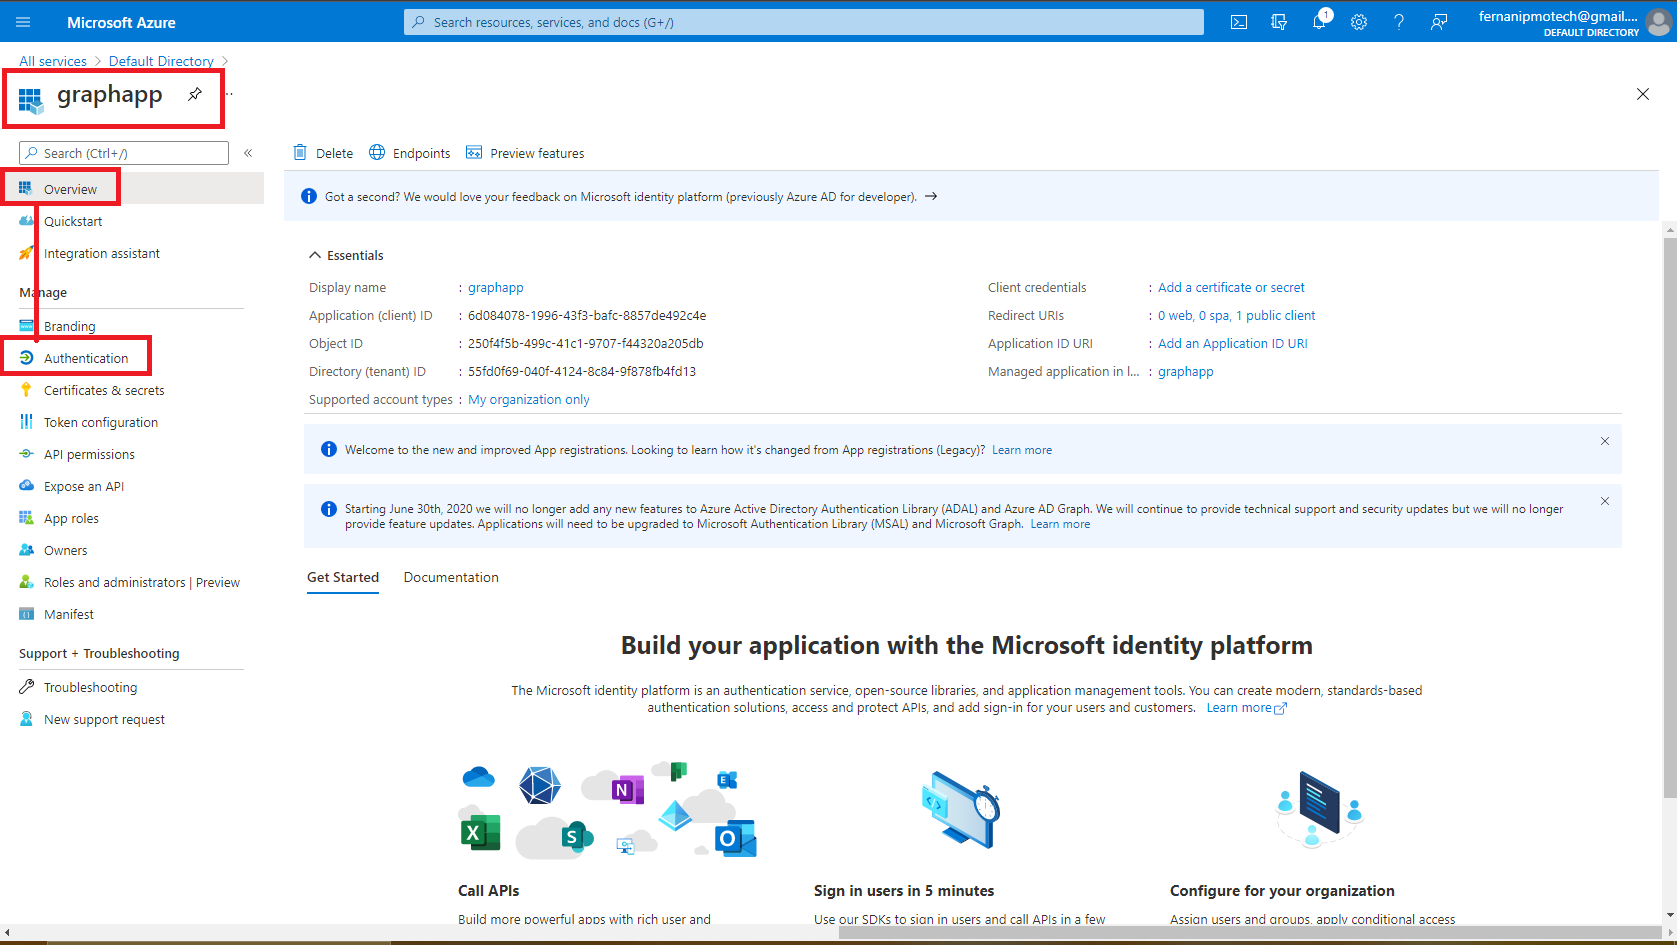 Microsoft Azure
Search resources, services, and docs (G+/)
1
fernanipmotech@gmail....
DEFAULT DIRECTORY
All services > Default Directory >
graphapp
Search (Ctrl+/)
«
Overview
Quickstart
Integration assistant
Manage
Branding
Authentication
Certificates & secrets
Token configuration
API permissions
Expose an API
App roles
Owners
Roles and administrators | Preview
Manifest
Support + Troubleshooting
Troubleshooting
New support request
Delete Endpoints Preview features
Got a second? We would love your feedback on Microsoft identity platform (previously Azure AD for developer). →
Essentials
Display name : graphapp
Application (client) ID : 6d084078-1996-43f3-bafc-8857de492c4e
Object ID : 250f4f5b-499c-41c1-9707-f44320a205db
Directory (tenant) ID : 55fd0f69-040f-4124-8c84-9f878fb4fd13
Supported account types : My organization only
Client credentials : Add a certificate or secret
Redirect URIs : 0 web, 0 spa, 1 public client
Application ID URI : Add an Application ID URI
Managed application in l... : graphapp
Welcome to the new and improved App registrations. Looking to learn how it's changed from App registrations (Legacy)? Learn more
Starting June 30th, 2020 we will no longer add any new features to Azure Active Directory Authentication Library (ADAL) and Azure AD Graph. We will continue to provide technical support and security updates but we will no longer
provide feature updates. Applications will need to be upgraded to Microsoft Authentication Library (MSAL) and Microsoft Graph. Learn more
Get Started Documentation
Build your application with the Microsoft identity platform
The Microsoft identity platform is an authentication service, open-source libraries, and application management tools. You can create modern, standards-based
authentication solutions, access and protect APIs, and add sign-in for your users and customers. Learn more
N
E
X
S
O
Call APIs
Build more powerful apps with rich user and
Sign in users in 5 minutes
Use our SDKs to sign in users and call APIs in a few
Configure for your organization
Assign users and groups, apply conditional access